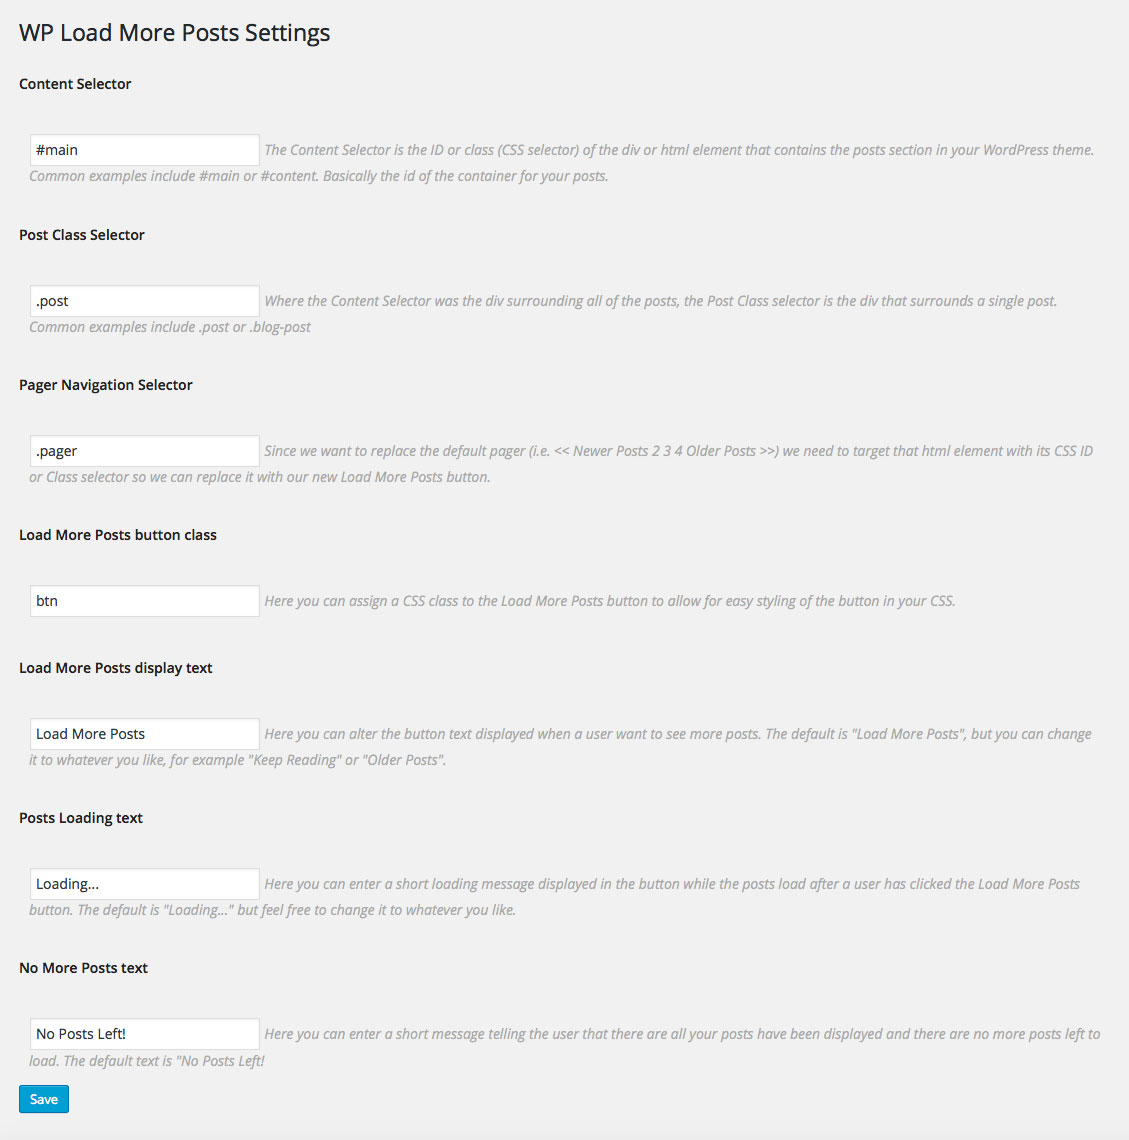 WP Load More Posts Settings
Content Selector
#main The Content Selector is the ID or class (CSS selector) of the div or html element that contains the posts section in your WordPress theme.
Common examples include #main or #content. Basically the id of the container for your posts.
Post Class Selector
.post Where the Content Selector was the div surrounding all of the posts, the Post Class selector is the div that surrounds a single post.
Common examples include .post or .blog-post
Pager Navigation Selector
.pager Since we want to replace the default pager (i.e. << Newer Posts 2 3 4 Older Posts >>) we need to target that html element with its CSS ID
or Class selector so we can replace it with our new Load More Posts button.
Load More Posts button class
btn Here you can assign a CSS class to the Load More Posts button to allow for easy styling of the button in your CSS.
Load More Posts display text
Load More Posts Here you can alter the button text displayed when a user want to see more posts. The default is "Load More Posts", but you can change
it to whatever you like, for example "Keep Reading" or "Older Posts".
Posts Loading text
Loading... Here you can enter a short loading message displayed in the button while the posts load after a user has clicked the Load More Posts
button. The default is "Loading..." but feel free to change it to whatever you like.
No More Posts text
No Posts Left! Here you can enter a short message telling the user that there are all your posts have been displayed and there are no more posts left to
load. The default text is "No Posts Left!
Save